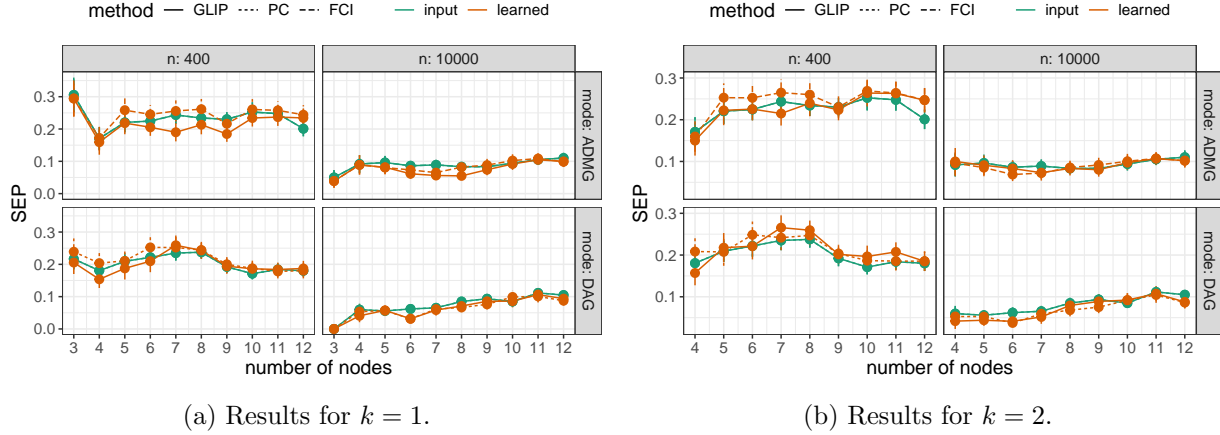 method — GLIP ···· PC --- FCI — input — learned
n: 400 n: 10000
0.3
0.2
0.1
0.0
mode: ADMG
SEP
0.3
0.2
0.1
0.0
mode: DAG
3 4 5 6 7 8 9 10 11 12 3 4 5 6 7 8 9 10 11 12
number of nodes
(a) Results for k = 1.
method — GLIP ···· PC --- FCI — input — learned
n: 400 n: 10000
0.3
0.2
0.1
mode: ADMG
SEP
0.3
0.2
0.1
mode: DAG
4 5 6 7 8 9 10 11 12 4 5 6 7 8 9 10 11 12
number of nodes
(b) Results for k = 2.